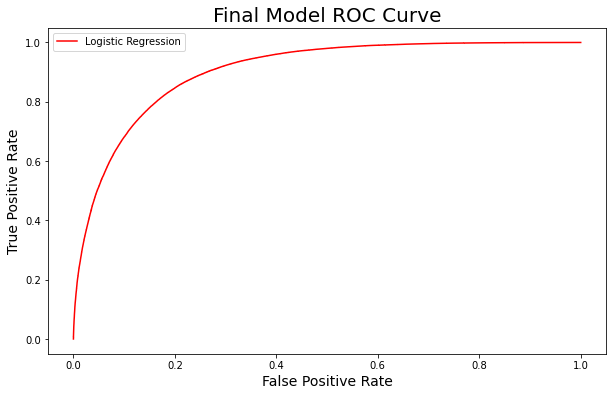 Final Model ROC Curve
Logistic Regression
True Positive Rate
1.0
0.8
0.6
0.4
0.2
0.0
0.0 0.2 0.4 0.6 0.8 1.0
False Positive Rate